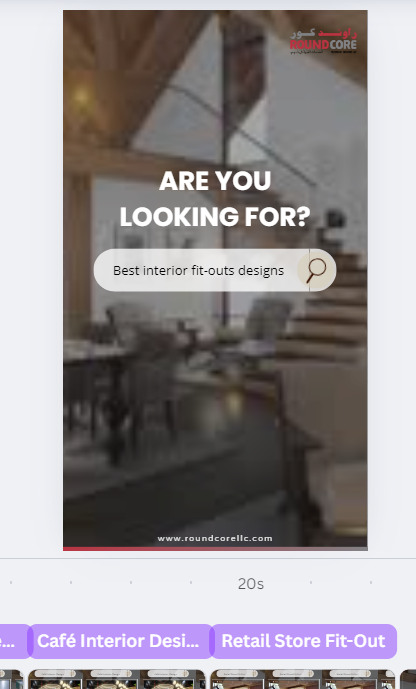 راوند كور
ROUNDCORE
ARE YOU
LOOKING FOR?
Best interior fit-outs designs
www.roundcorellc.com
20s
Café Interior Desi...
Retail Store Fit-Out